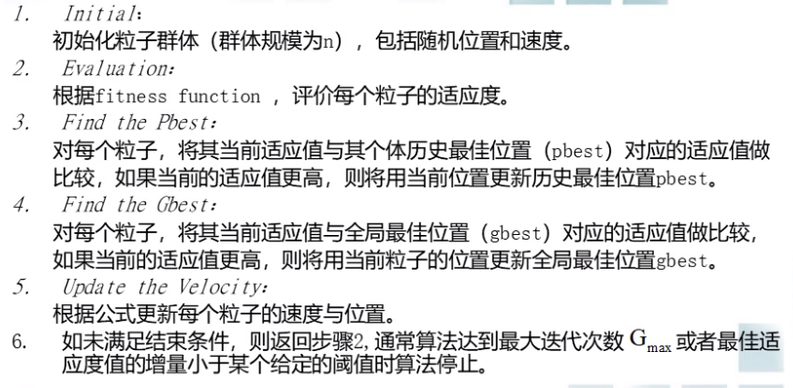 1. Initial:
初始化粒子群体（群体规模为n），包括随机位置和速度。
2. Evaluation:
根据fitness function ，评价每个粒子的适应度。
3. Find the Pbest:
对每个粒子，将其当前适应值与其个体历史最佳位置（pbest）对应的适应值做
比较，如果当前的适应值更高，则将用当前位置更新历史最佳位置pbest。
4. Find the Gbest:
对每个粒子，将其当前适应值与全局最佳位置（gbest）对应的适应值做比较，
如果当前的适应值更高，则将用当前粒子的位置更新全局最佳位置gbest。
5. Update the Velocity:
根据公式更新每个粒子的速度与位置。
6. 如未满足结束条件，则返回步骤2,通常算法达到最大迭代次数 Gmax 或者最佳适
应度值的增量小于某个给定的阈值时算法停止。